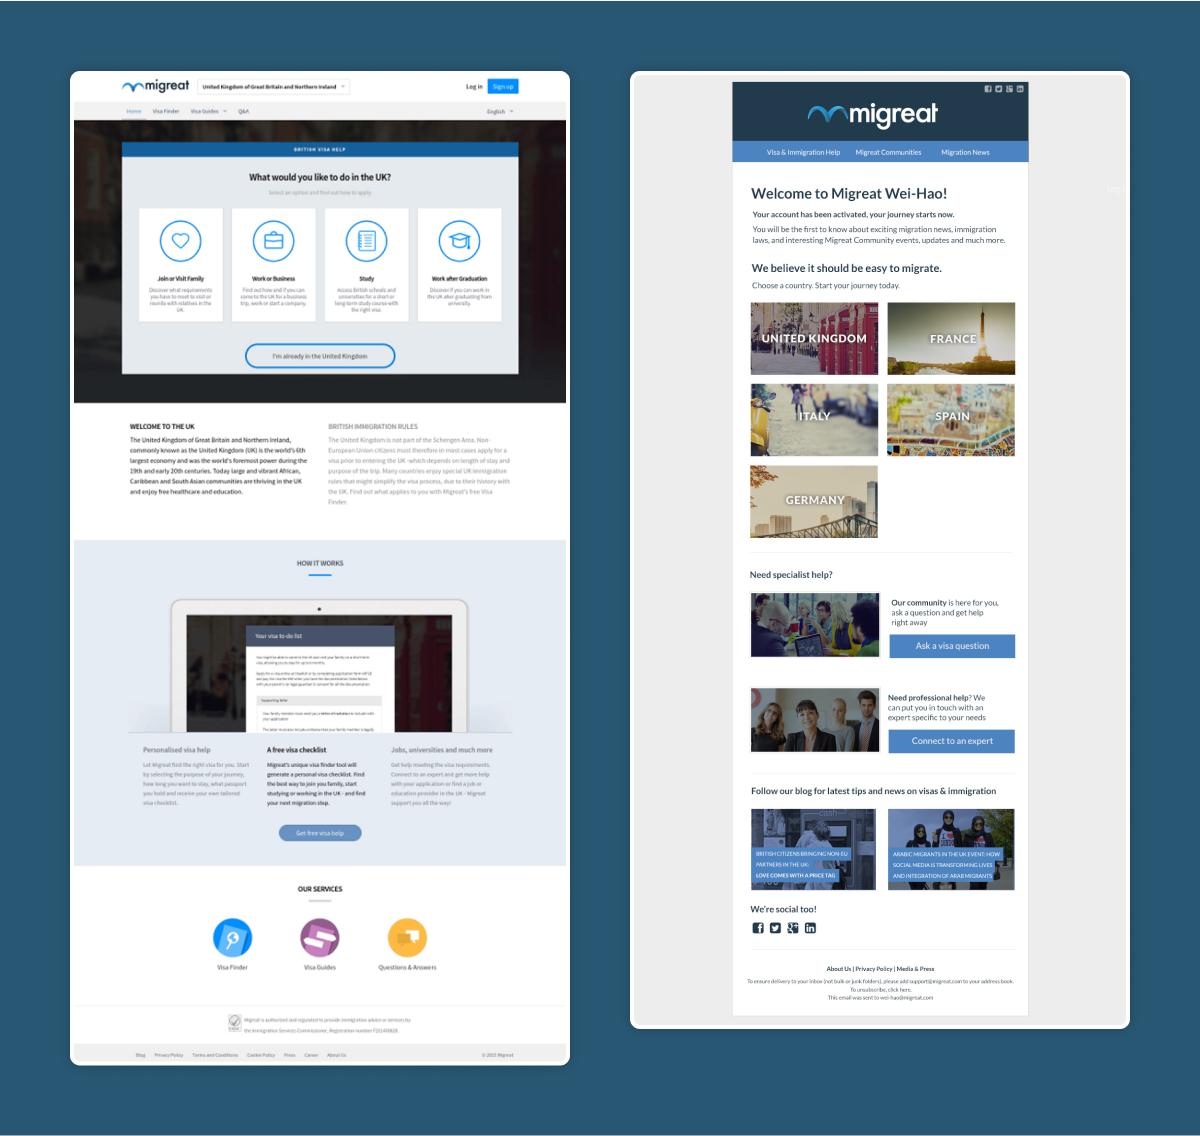 migreat
United Kingdom of Great Britain and Northern Ireland
Log in
Sign up
Home
Visa Finder
Visa Guides
Q&A
English
BRITISH VISA HELP
What would you like to do in the UK?
Select an option and find out how to apply
Join or Visit Family
Discover what requirements
you have to meet to visit or
reunite with relatives in the
UK.
Work or Business
Find out how and if you can
come to the UK for a business
trip, work or start a company.
Study
Access British schools and
universities for a short or
long-term study course with
the right visa.
Work after Graduation
Discover if you can work in
the UK after graduating from
university.
I'm already in the United Kingdom
WELCOME TO THE UK
The United Kingdom of Great Britain and Northern Ireland,
commonly known as the United Kingdom (UK) is the world's 6th
largest economy and was the world's foremost power during the
19th and early 20th centuries. Today large and vibrant African,
Caribbean and South Asian communities are thriving in the UK
and enjoy free healthcare and education.
BRITISH IMMIGRATION RULES
The United Kingdom is not part of the Schengen Area. Non-
European Union citizens must therefore in most cases apply for a
visa prior to entering the UK -which depends on length of stay and
purpose of the trip. Many countries enjoy special UK immigration
rules that might simplify the visa process, due to their history with
the UK. Find out what applies to you with Migreat's free Visa
Finder.
HOW IT WORKS
Your visa to-do list
Supporting letter
Personalised visa help
Let Migreat find the right visa for you. Start
by selecting the purpose of your journey,
how long you want to stay, what passport
you hold and receive your own tailored
visa checklist.
A free visa checklist
Migreat's unique visa finder tool will
generate a personal visa checklist. Find
the best way to join you family, start
studying or working in the UK - and find
your next migration step.
Jobs, universities and much more
Get help meeting the visa requirements.
Connect to an expert and get more help
with your application or find a job or
education provider in the UK - Migreat
support you all the way!
Get free visa help
OUR SERVICES
Visa Finder
Visa Guides
Questions & Answers
Migreat is authorised and regulated to provide immigration advice or services by
the Immigration Services Commissioner, Registration number
Blog
Privacy Policy
Terms and Conditions
Cookie Policy
Press
Career
About Us
© 2015 Migreat
migreat
Visa & Immigration Help
Migreat Communities
Migration News
Welcome to Migreat Wei-Hao!
Your account has been activated, your journey starts now.
You will be the first to know about exciting migration news, immigration
laws, and interesting Migreat Community events, updates and much more.
We believe it should be easy to migrate.
Choose a country. Start your journey today.
UNITED KINGDOM
FRANCE
ITALY
SPAIN
GERMANY
Need specialist help?
Our community is here for you,
ask a question and get help
right away
Ask a visa question
Need professional help? We
can put you in touch with an
expert specific to your needs
Connect to an expert
Follow our blog for latest tips and news on visas & immigration
cash
BRITISH CITIZENS BRINGING NON-EU
PARTNERS IN THE UK:
LOVE COMES WITH A PRICE TAG
ARABIC MIGRANTS IN THE UK EVENT: HOW
SOCIAL MEDIA IS TRANSFORMING LIVES
AND INTEGRATION OF ARAB MIGRANTS
We're social too!
About Us | Privacy Policy | Media & Press
To ensure delivery to your inbox (not bulk or junk folders), please add support@migreat.com to your address book.
To unsubscribe, click here.
This email was sent to wei-hao@migreat.com